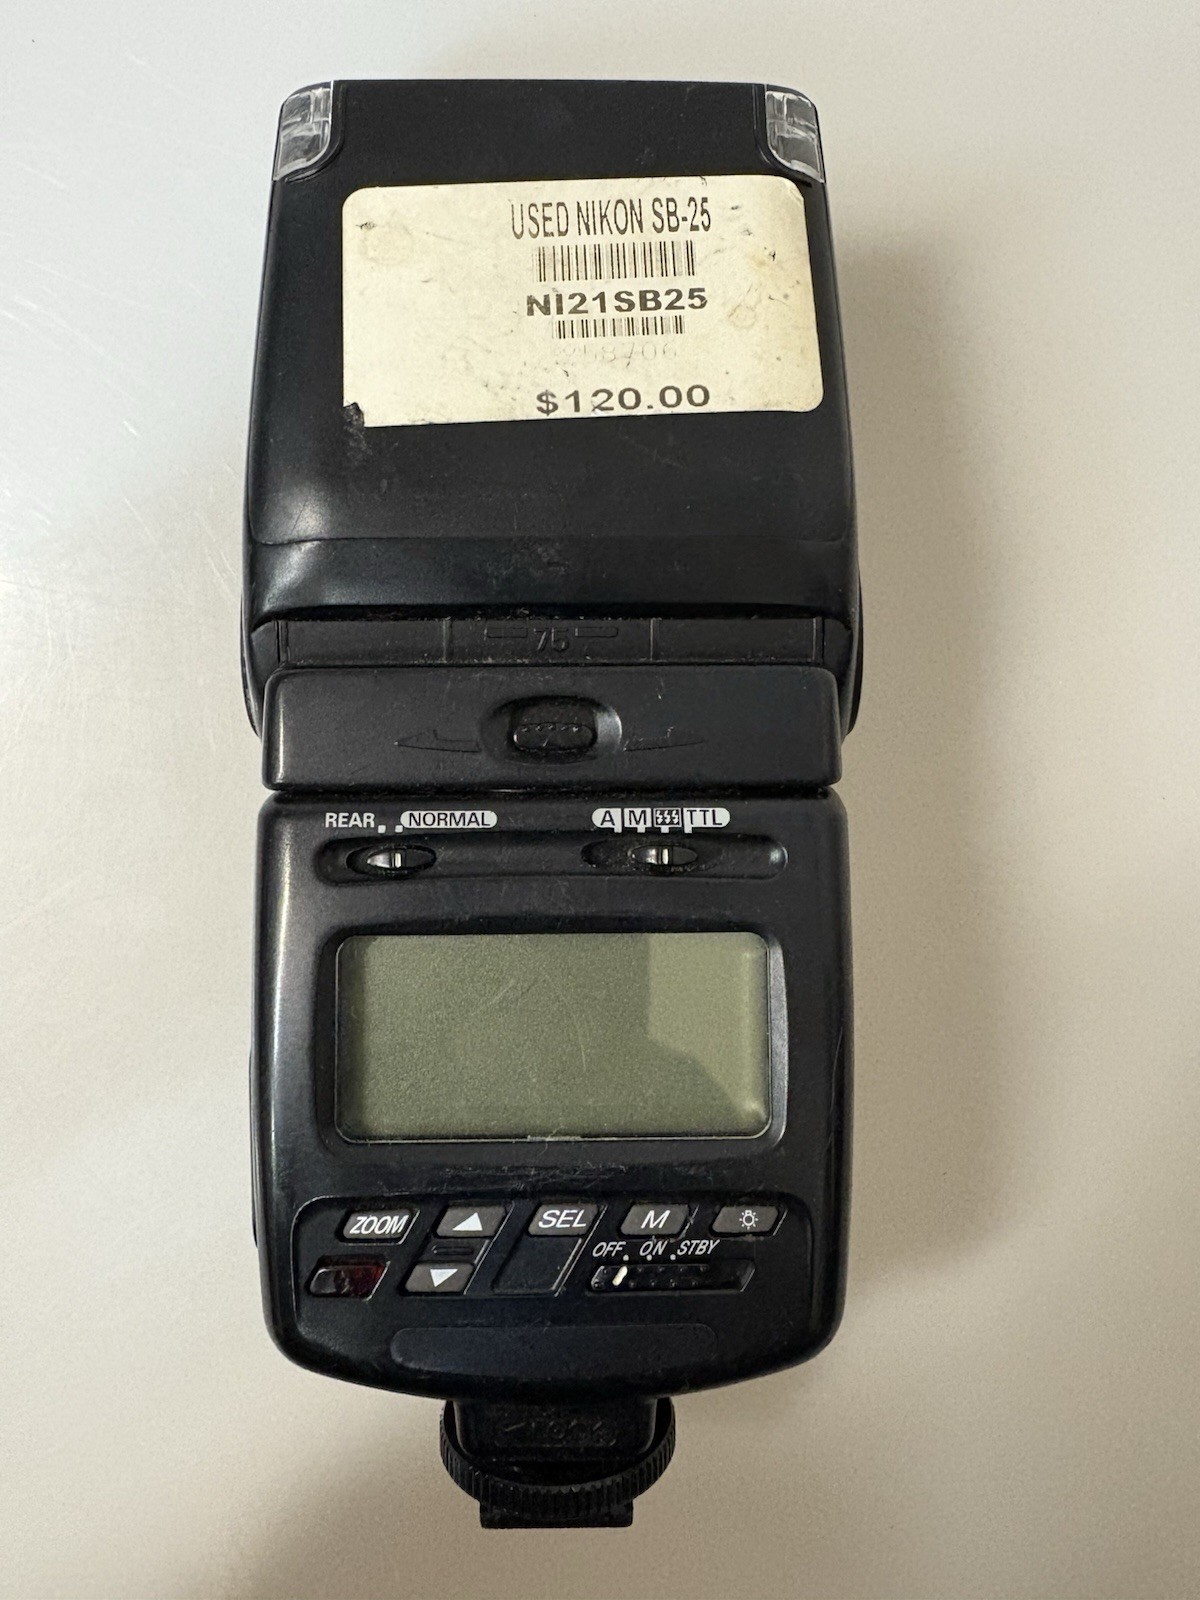 USED NIKON SB-25
NI21SB25
$120.00
75
REAR NORMAL A M TTL
ZOOM SEL M
OFF ON STBY